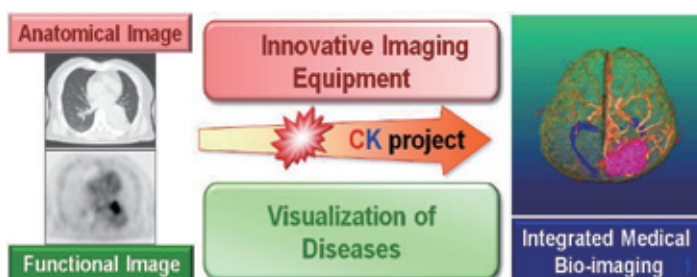 Anatomical Image
Innovative Imaging
Equipment
CK project
Visualization of
Diseases
Functional Image
Integrated Medical
Bio-imaging